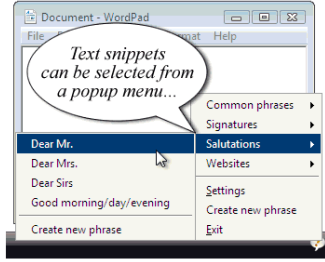 Document - WordPad
File
mat Help
Text snippets
can be selected from
a popup menu...
Common phrases
Signatures
Salutations
Websites
Settings
Create new phrase
Exit
Dear Mr.
Dear Mrs.
Dear Sirs
Good morning/day/evening
Create new phrase